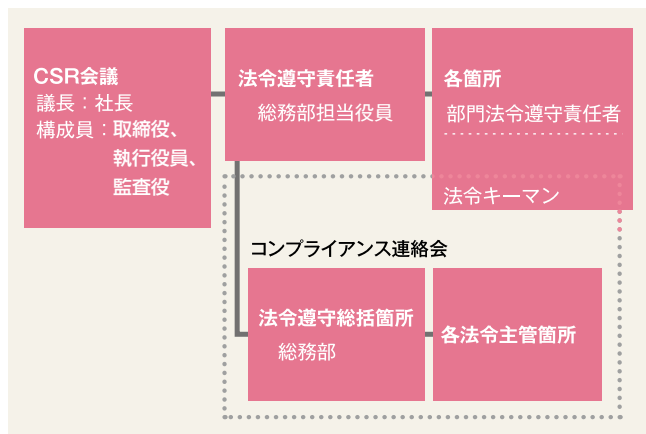 CSR会議
議長：社長
構成員：取締役、
執行役員、
監査役
法令遵守責任者
総務部担当役員
各箇所
部門法令遵守責任者
法令キーマン
コンプライアンス連絡会
法令遵守総括箇所
総務部
各法令主管箇所